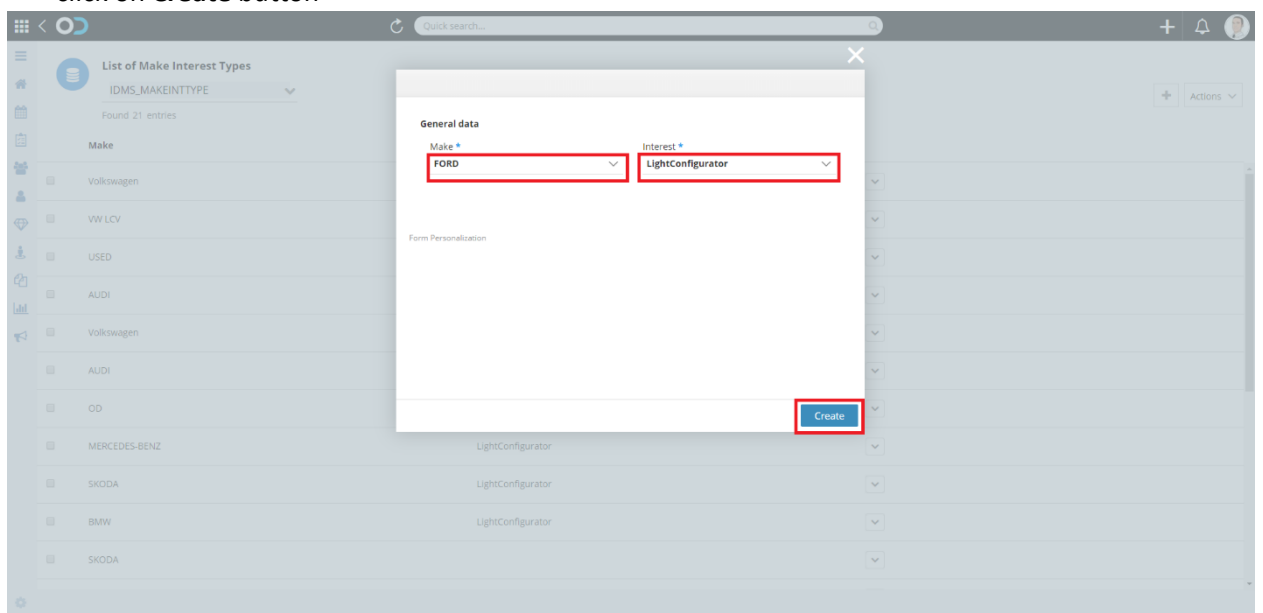 click on Create button
Quick search...
List of Make Interest Types
IDMS_MAKEINTTYPE
Actions
Found 21 entries
General data
Make
Make *
Interest *
FORD
LightConfigurator
Volkswagen
VW LCV
Form Personalization
USED
AUDI
Volkswagen
AUDI
OD
Create
MERCEDES-BENZ LightConfigurator
SKODA LightConfigurator
BMW LightConfigurator
SKODA